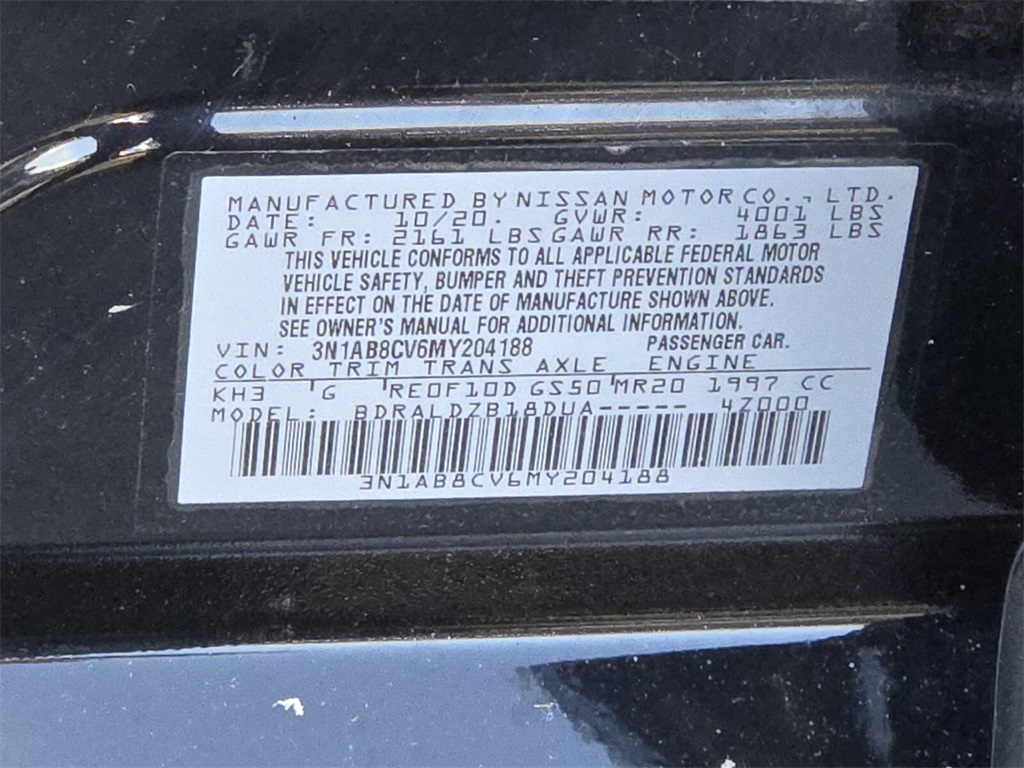 MANUFACTURED BY NISSAN MOTOR CO., LTD.
DATE: 10/20. GVWR: 4001 LBS
GAWR FR: 2161 LBS GAWR RR: 1863 LBS
THIS VEHICLE CONFORMS TO ALL APPLICABLE FEDERAL MOTOR
VEHICLE SAFETY, BUMPER AND THEFT PREVENTION STANDARDS
IN EFFECT ON THE DATE OF MANUFACTURE SHOWN ABOVE.
SEE OWNER'S MANUAL FOR ADDITIONAL INFORMATION.
VIN: 3N1AB8CV6MY204188 PASSENGER CAR.
COLOR TRIM TRANS AXLE ENGINE
KH3 G RE0F10D GS50 MR20 1997 CC
MODEL: BDRALDZB18DUA----- 4Z000
3N1AB8CV6MY204188